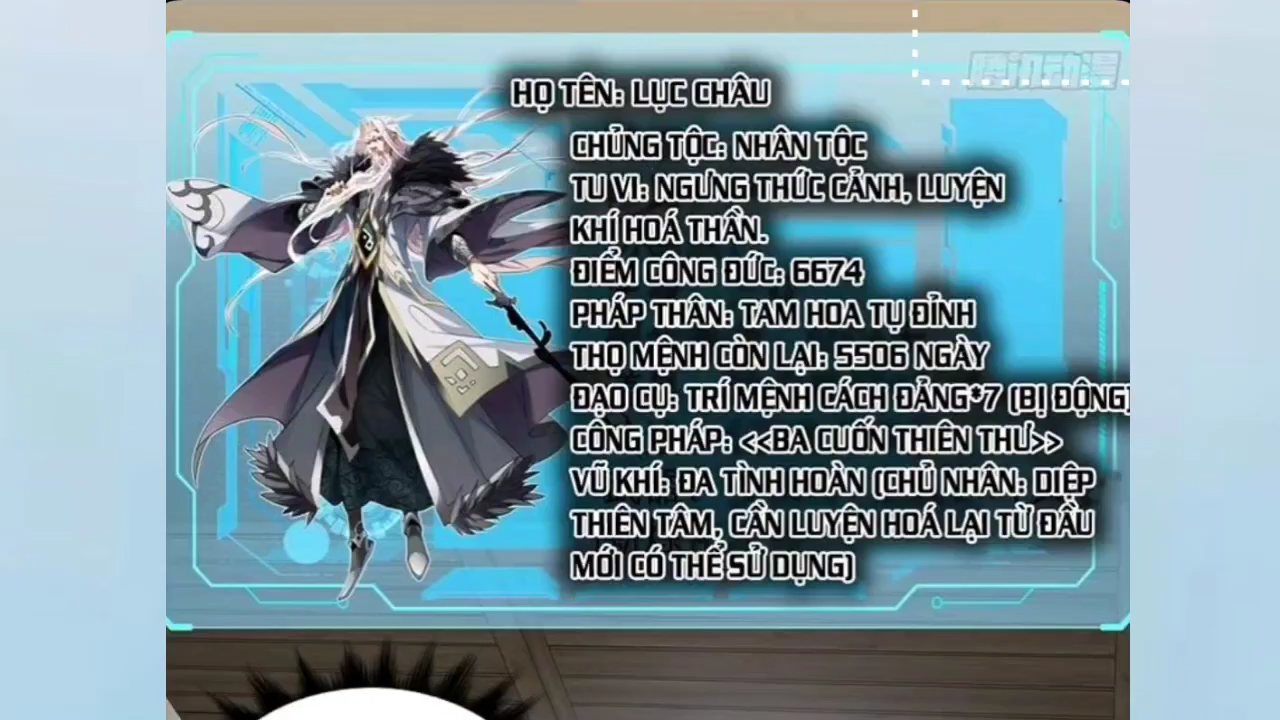 HỌ TÊN: LỤC CHÂU
CHỦNG TỘC: NHÂN TỘC
TU VI: NGƯNG THỨC CẢNH, LUYỆN
KHÍ HOÁ THẦN.
ĐIỂM CÔNG ĐỨC: 6674
PHÁP THÂN: TAM HOA TỤ ĐỈNH
THỌ MỆNH CÒN LẠI: 5506 NGÀY
ĐẠO CỤ: TRÍ MỆNH CÁCH ĐẢNG*7 (BỊ ĐỘNG)
CÔNG PHÁP: <<BA CUỐN THIÊN THƯ>>
VŨ KHÍ: ĐA TÌNH HOÀN (CHỦ NHÂN: DIỆP
THIÊN TÂM, CẦN LUYỆN HOÁ LẠI TỪ ĐẦU
MỚI CÓ THỂ SỬ DỤNG)